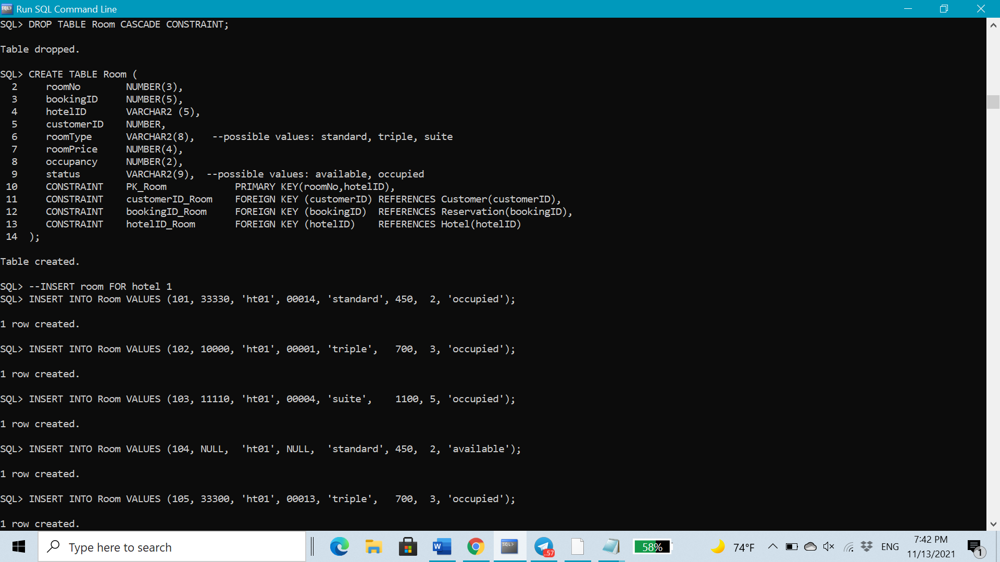 Run SQL Command Line
SQL> DROP TABLE Room CASCADE CONSTRAINT;
Table dropped.
SQL> CREATE TABLE Room (
2 roomNo NUMBER(3),
3 bookingID NUMBER(5),
4 hotelID VARCHAR2 (5),
5 customerID NUMBER,
6 roomType VARCHAR2(8), --possible values: standard, triple, suite
7 roomPrice NUMBER(4),
8 occupancy NUMBER(2),
9 status VARCHAR2(9), --possible values: available, occupied
10 CONSTRAINT PK_Room PRIMARY KEY(roomNo,hotelID),
11 CONSTRAINT customerID_Room FOREIGN KEY (customerID) REFERENCES Customer(customerID),
12 CONSTRAINT bookingID_Room FOREIGN KEY (bookingID) REFERENCES Reservation(bookingID),
13 CONSTRAINT hotelID_Room FOREIGN KEY (hotelID) REFERENCES Hotel(hotelID)
14 );
Table created.
SQL> --INSERT room FOR hotel 1
SQL> INSERT INTO Room VALUES (101, 33330, 'ht01', 00014, 'standard', 450, 2, 'occupied');
1 row created.
SQL> INSERT INTO Room VALUES (102, 10000, 'ht01', 00001, 'triple', 700, 3, 'occupied');
1 row created.
SQL> INSERT INTO Room VALUES (103, 11110, 'ht01', 00004, 'suite', 1100, 5, 'occupied');
1 row created.
SQL> INSERT INTO Room VALUES (104, NULL, 'ht01', NULL, 'standard', 450, 2, 'available');
1 row created.
SQL> INSERT INTO Room VALUES (105, 33300, 'ht01', 00013, 'triple', 700, 3, 'occupied');
1 row created.
Type here to search
..57
58%
74°F
ENG
7:42 PM
11/13/2021
1